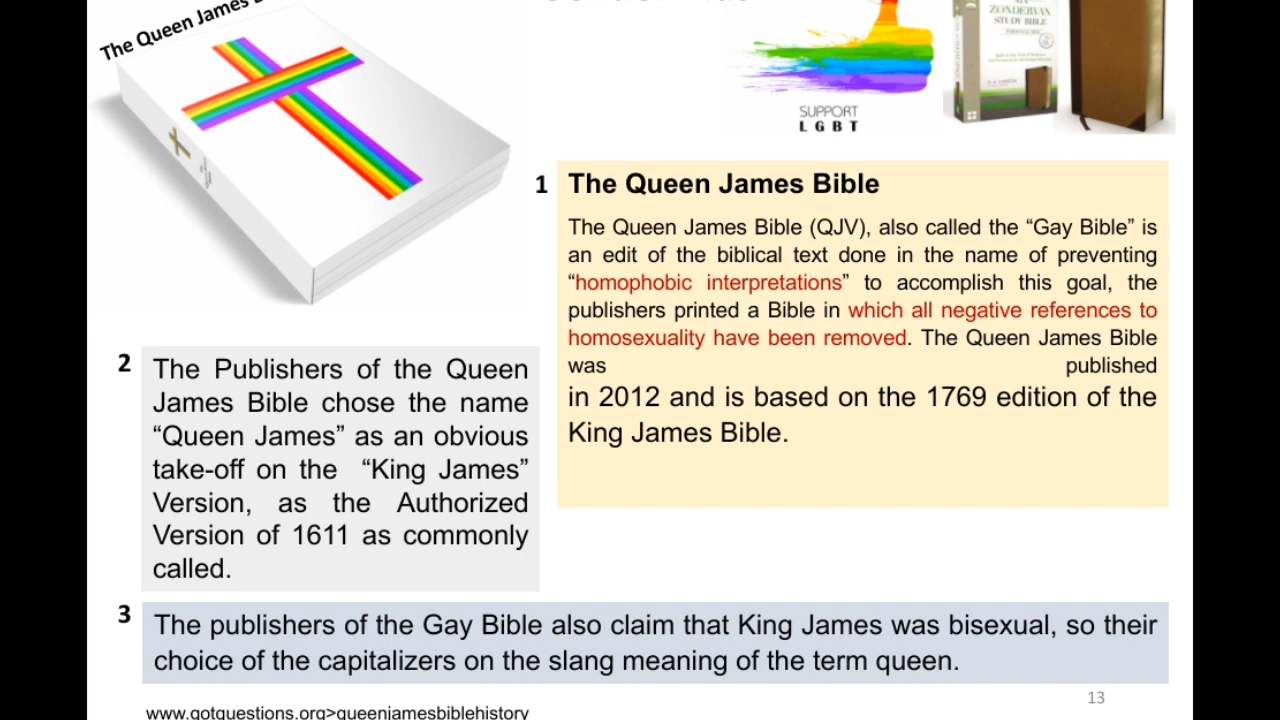 The Queen James
SUPPORT
LGBT
ZONDERVAN
STUDY BIBLE
1
The Queen James Bible
The Queen James Bible (QJV), also called the “Gay Bible” is
an edit of the biblical text done in the name of preventing
“homophobic interpretations” to accomplish this goal, the
publishers printed a Bible in which all negative references to
homosexuality have been removed. The Queen James Bible
was published
in 2012 and is based on the 1769 edition of the
King James Bible.
2
The Publishers of the Queen
James Bible chose the name
“Queen James” as an obvious
take-off on the “King James”
Version, as the Authorized
Version of 1611 as commonly
called.
3
The publishers of the Gay Bible also claim that King James was bisexual, so their
choice of the capitalizers on the slang meaning of the term queen.
13
www.gotquestions.org>queenjamesbiblehistory